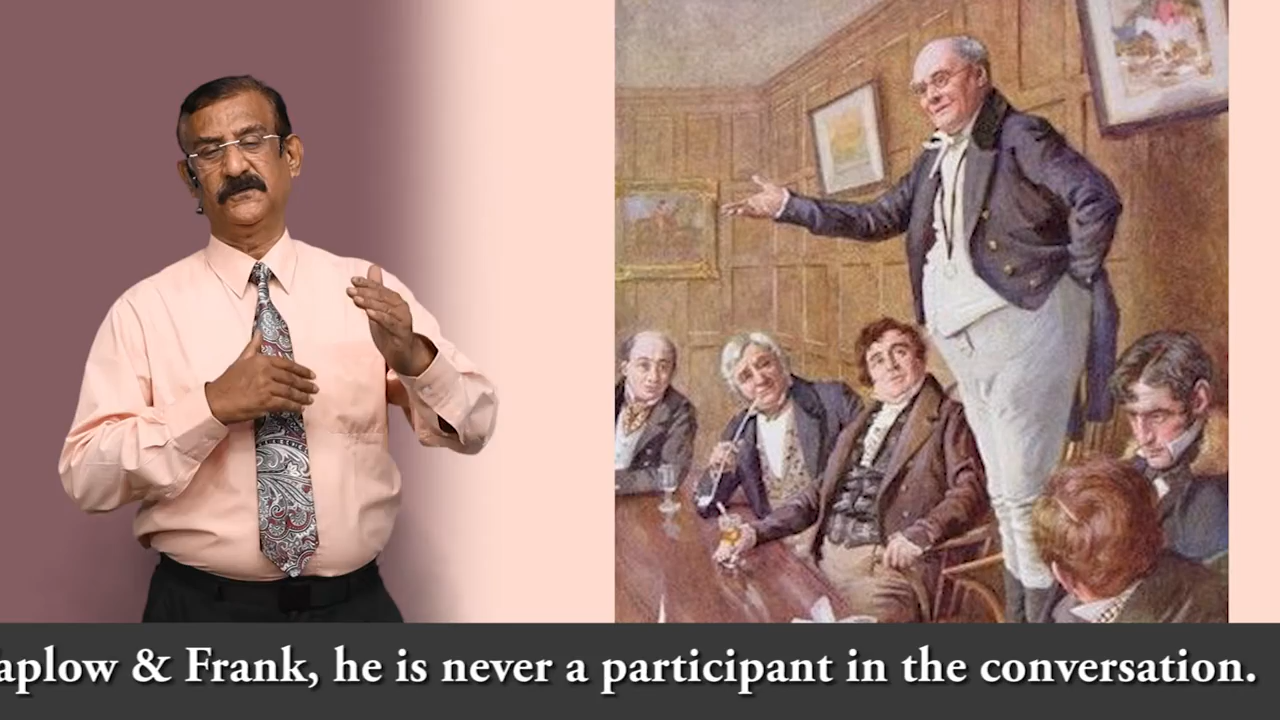 aplow & Frank, he is never a participant in the conversation.